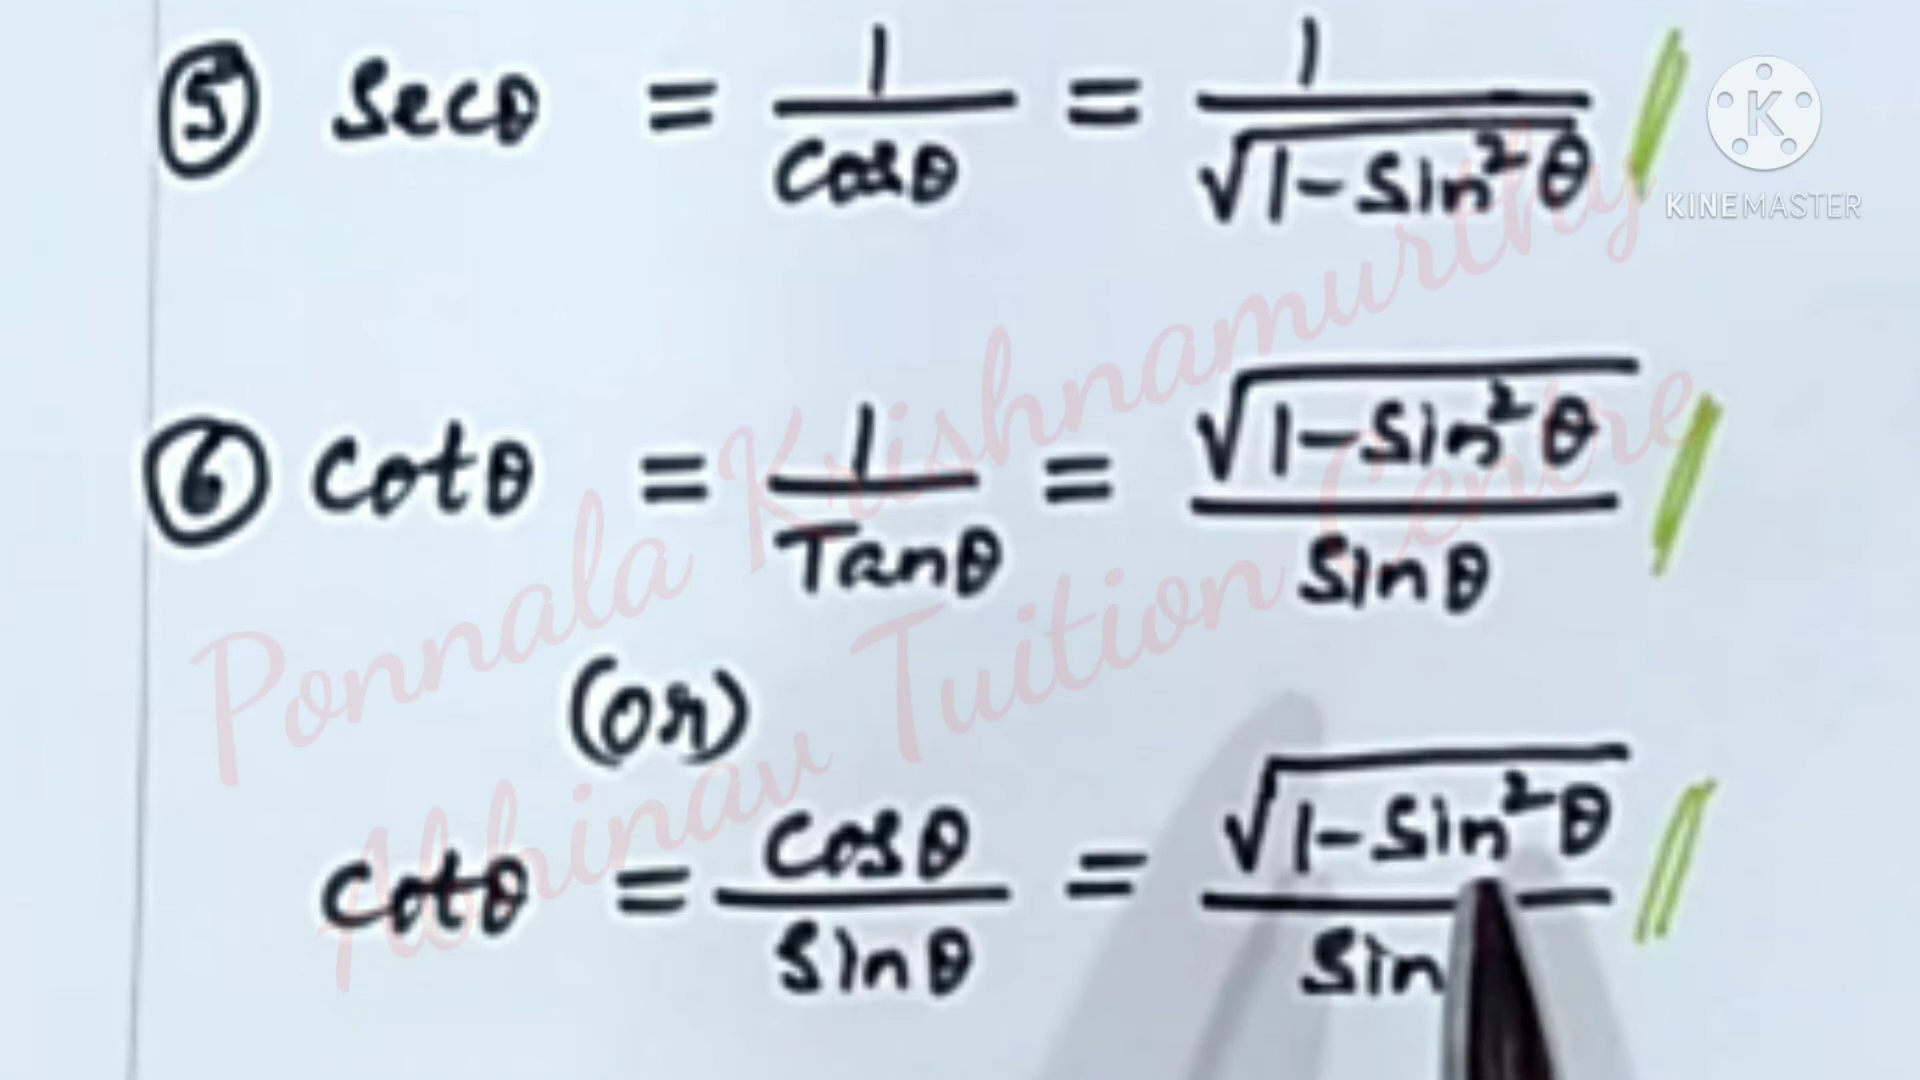 ⑤ Secθ = 1/Cosθ = 1/√(1-Sin²θ)
K
KINEMASTER
⑥ Cotθ = 1/Tanθ = √(1-Sin²θ)/Sinθ
(or)
Cotθ = Cosθ/Sinθ = √(1-Sin²θ)/Sin
Ponnala Krishnamurthy
Abhinav Tuition Centre